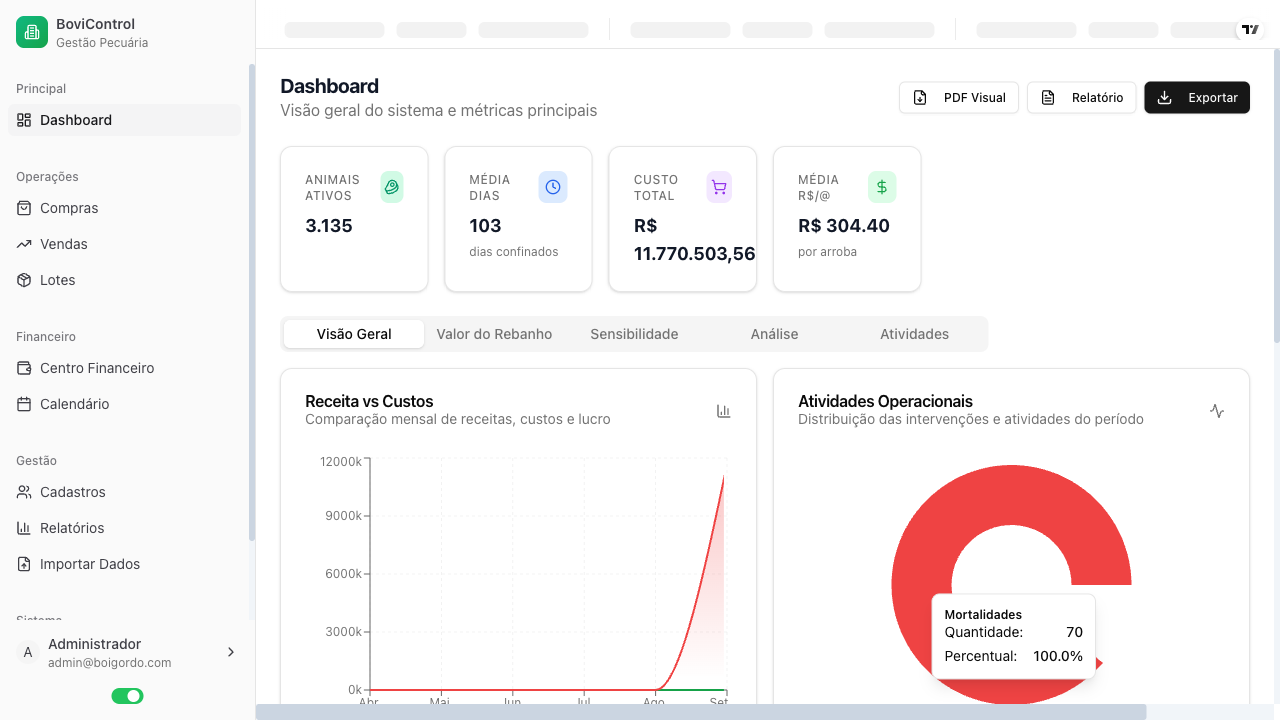 BoviControl
Gestão Pecuária
Principal
Dashboard
Operações
Compras
Vendas
Lotes
Financeiro
Centro Financeiro
Calendário
Gestão
Cadastros
Relatórios
Importar Dados
Sistema
A
Administrador
admin@boigordo.com
Dashboard
Visão geral do sistema e métricas principais
PDF Visual
Relatório
Exportar
ANIMAIS
ATIVOS
3.135
MÉDIA
DIAS
103
dias confinados
CUSTO
TOTAL
R$
11.770.503,56
MÉDIA
R$/@
R$ 304.40
por arroba
Visão Geral
Valor do Rebanho
Sensibilidade
Análise
Atividades
Receita vs Custos
Comparação mensal de receitas, custos e lucro
12000k
9000k
6000k
3000k
0k
Abr
Mai
Jun
Jul
Ago
Set
Atividades Operacionais
Distribuição das intervenções e atividades do período
Mortalidades
Quantidade: 70
Percentual: 100.0%